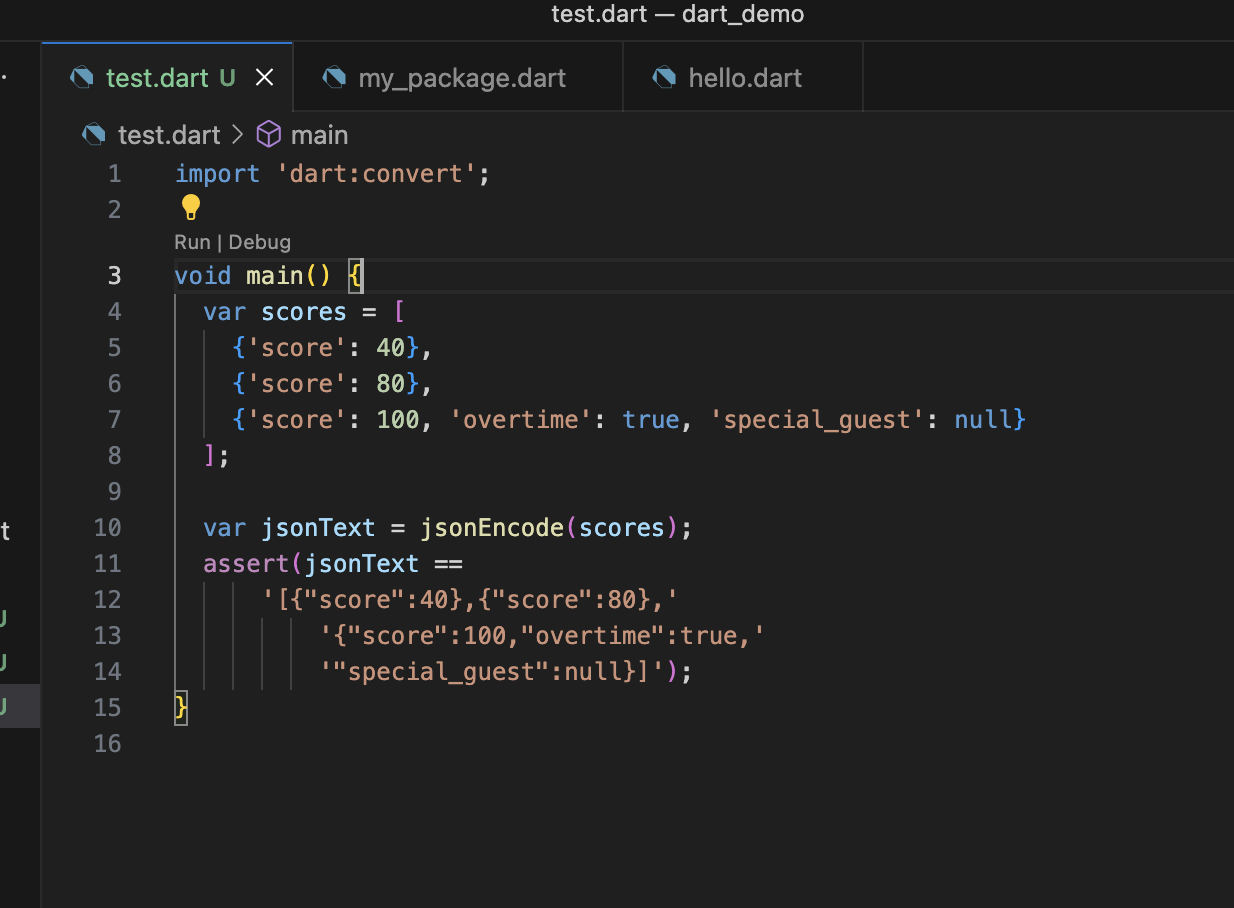 test.dart — dart_demo
test.dart U my_package.dart hello.dart
test.dart > main
1 import 'dart:convert';
2
Run | Debug
3 void main() {
4   var scores = [
5     {'score': 40},
6     {'score': 80},
7     {'score': 100, 'overtime': true, 'special_guest': null}
8   ];
9
10   var jsonText = jsonEncode(scores);
11   assert(jsonText ==
12       '[{"score":40},{"score":80},'
t
13           '{"score":100,"overtime":true,'
14           '"special_guest":null}]');
15 }
16